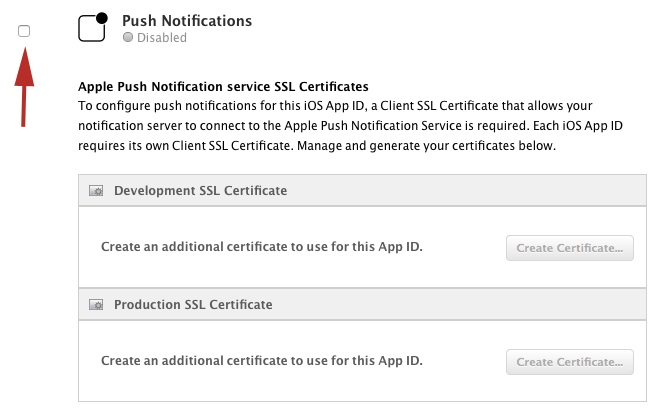 Push Notifications
Disabled
Apple Push Notification service SSL Certificates
To configure push notifications for this iOS App ID, a Client SSL Certificate that allows your
notification server to connect to the Apple Push Notification Service is required. Each iOS App ID
requires its own Client SSL Certificate. Manage and generate your certificates below.
Development SSL Certificate
Create an additional certificate to use for this App ID.
Create Certificate...
Production SSL Certificate
Create an additional certificate to use for this App ID.
Create Certificate...